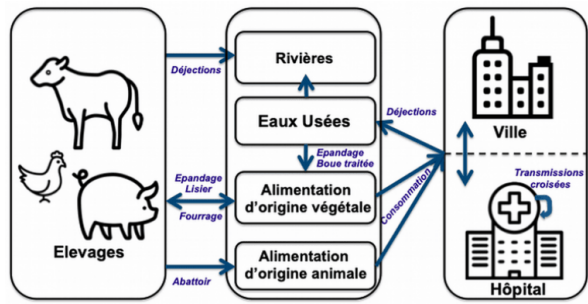 Déjections
Epandage
Lisier
Fourrage
Elevages
Abattoir
Rivières
Eaux Usées
Epandage
Boue traitée
Alimentation
d'origine végétale
Alimentation
d'origine animale
Déjections
Consommation
Ville
Transmissions
croisées
Hôpital